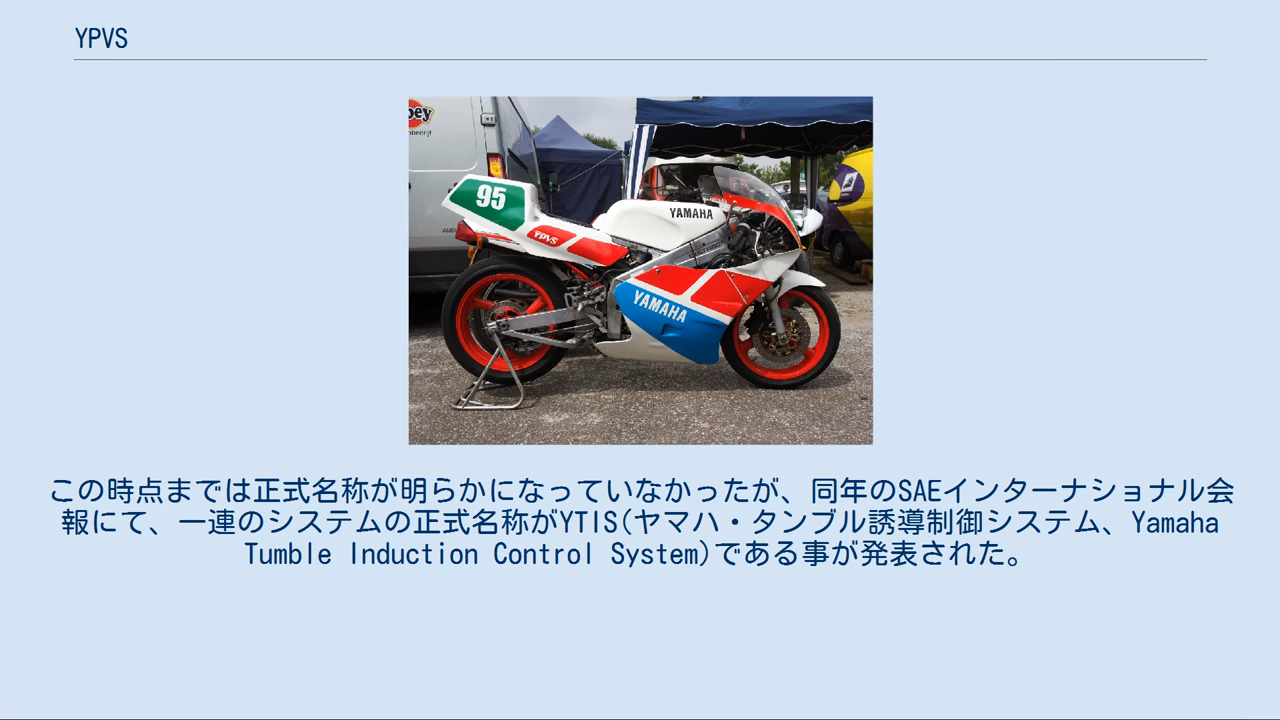 YPVS
95
YAMAHA
YPVS
YAMAHA
この時点までは正式名称が明らかになっていなかったが、同年のSAEインターナショナル会
報にて、一連のシステムの正式名称がYTIS(ヤマハ・タンブル誘導制御システム、Yamaha
Tumble Induction Control System)である事が発表された。